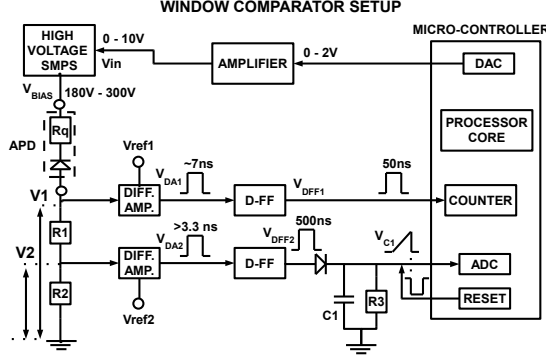 WINDOW COMPARATOR SETUP
MICRO-CONTROLLER
HIGH
VOLTAGE
SMPS
0 - 10V
Vin
AMPLIFIER
0 - 2V
DAC
VBIAS
180V - 300V
PROCESSOR
CORE
APD
Rq
Vref1
V1
DIFF.
AMP.
VDA1
~7ns
D-FF
VDFF1
50ns
COUNTER
R1
V2
DIFF.
AMP.
VDA2
>3.3 ns
D-FF
VDFF2
500ns
VC1
ADC
R2
Vref2
C1
R3
RESET